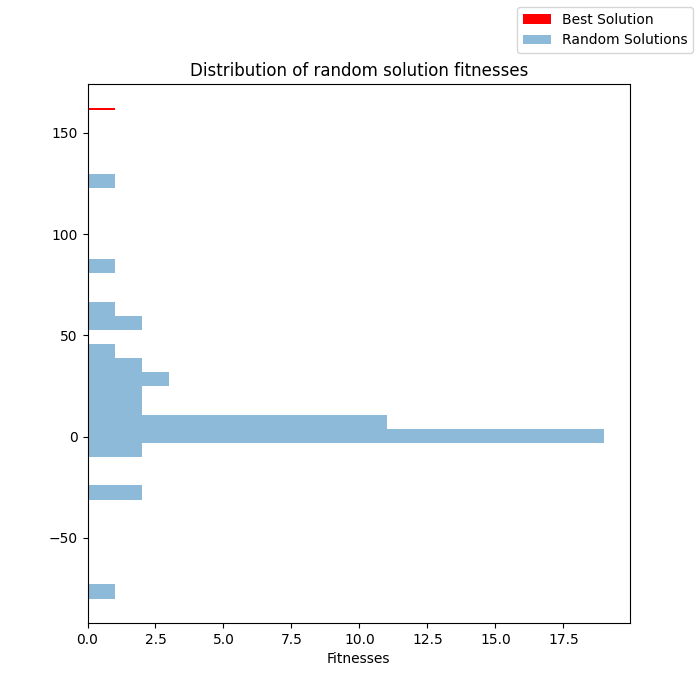 Best Solution
Random Solutions
Distribution of random solution fitnesses
150
100
50
0
−50
0.0 2.5 5.0 7.5 10.0 12.5 15.0 17.5
Fitnesses